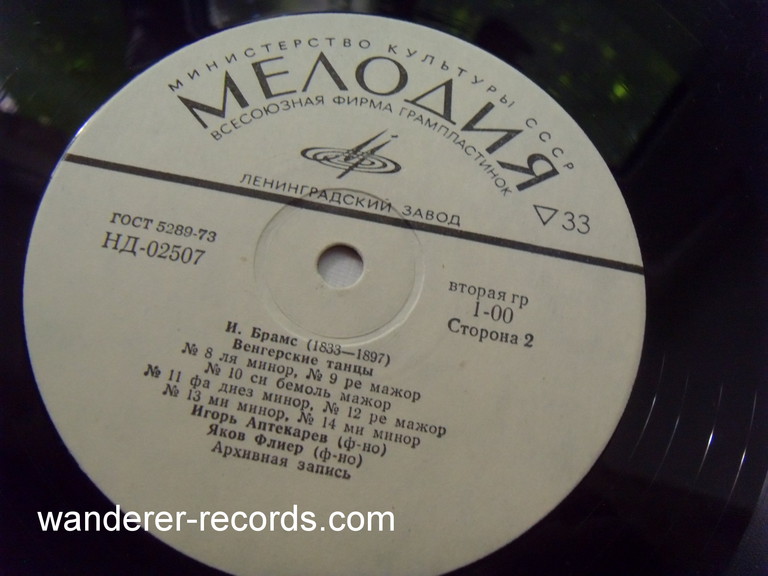 МИНИСТЕРСТВО КУЛЬТУРЫ СССР
МЕЛОДИЯ
ВСЕСОЮЗНАЯ ФИРМА ГРАМПЛАСТИНОК
ЛЕНИНГРАДСКИЙ ЗАВОД
▽ 33
ГОСТ 5289-73
НД-02507
вторая гр
1-00
Сторона 2
И. Брамс (1833—1897)
Венгерские танцы
№ 8 ля минор, № 9 ре мажор
№ 10 си бемоль мажор
№ 11 фа диез минор, № 12 ре мажор
№ 13 ми минор, № 14 ми минор
Игорь Аптекарев (ф-но)
Яков Флиер (ф-но)
Архивная запись
wanderer-records.com